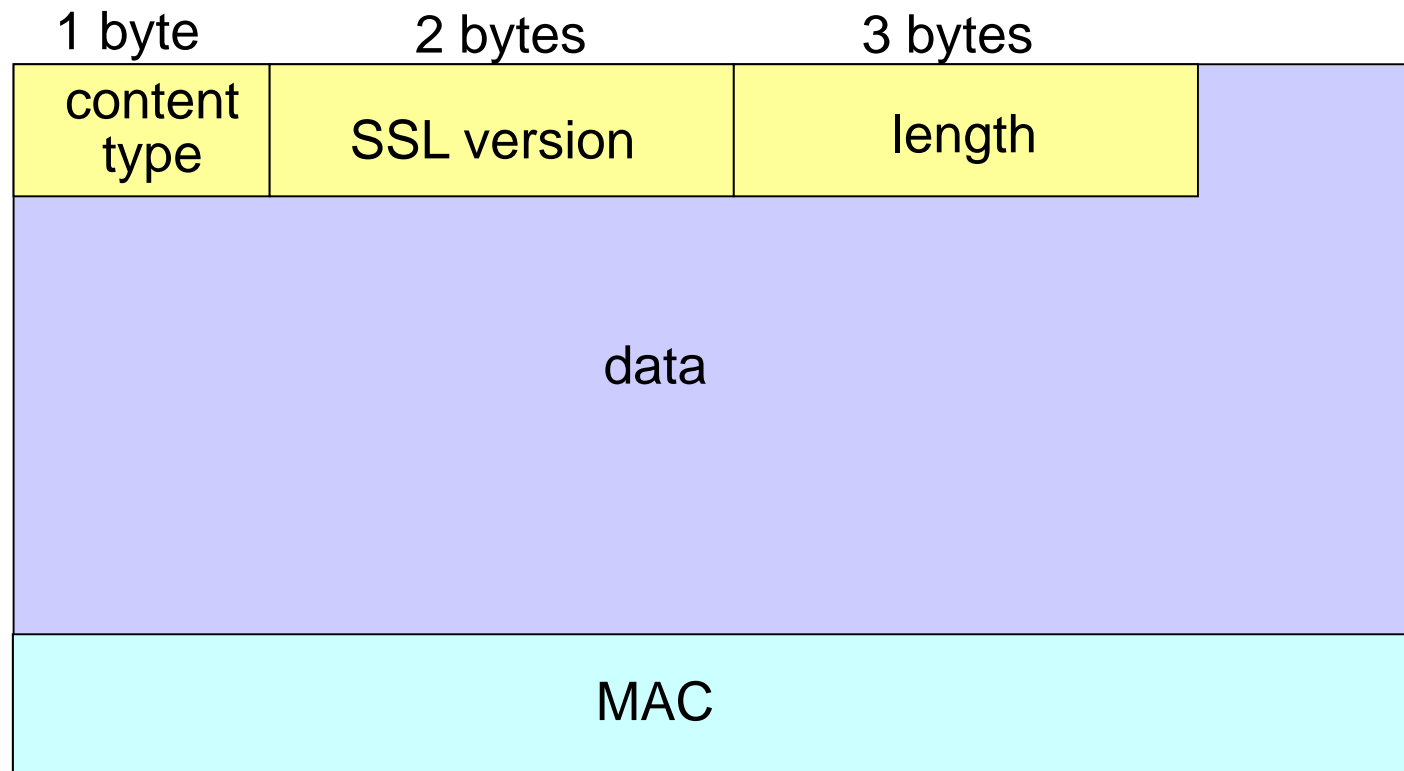 1 byte
2 bytes
3 bytes
content
type
SSL version
length
data
MAC